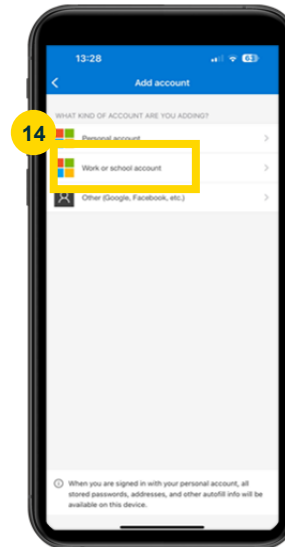 13:28
63
Add account
WHAT KIND OF ACCOUNT ARE YOU ADDING?
14
Personal account
Work or school account
Other (Google, Facebook, etc.)
When you are signed in with your personal account, all
stored passwords, addresses, and other autofill info will be
available on this device.